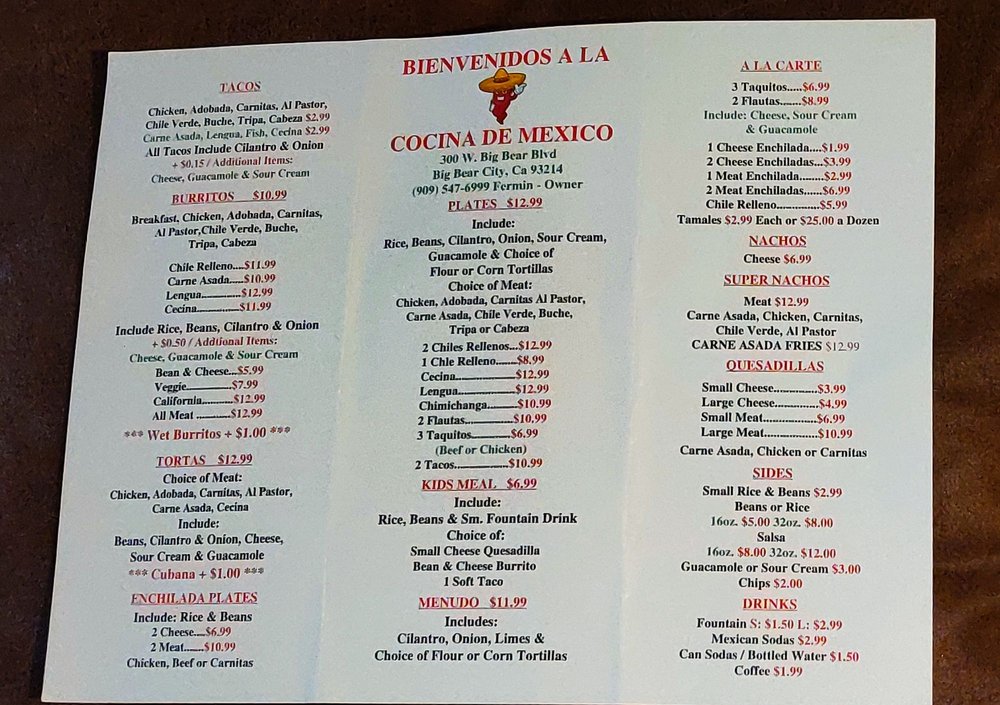 TACOS
Chicken, Adobada, Carnitas, Al Pastor,
Chile Verde, Buche, Tripa, Cabeza $2.99
Carne Asada, Lengua, Fish, Cecina $2.99
All Tacos Include Cilantro & Onion
+ $0.15 / Additional Items:
Cheese, Guacamole & Sour Cream
BURRITOS $10.99
Breakfast, Chicken, Adobada, Carnitas,
Al Pastor,Chile Verde, Buche,
Tripa, Cabeza
Chile Relleno....$11.99
Carne Asada.....$10.99
Lengua...............$12.99
Cecina................$11.99
Include Rice, Beans, Cilantro & Onion
+ $0.50 / Addtional Items:
Cheese, Guacamole & Sour Cream
Bean & Cheese...$5.99
Veggie.................$7.99
California...........$12.99
All Meat ............$12.99
*** Wet Burritos + $1.00 ***
TORTAS $12.99
Choice of Meat:
Chicken, Adobada, Carnitas, Al Pastor,
Carne Asada, Cecina
Include:
Beans, Cilantro & Onion, Cheese,
Sour Cream & Guacamole
*** Cubana + $1.00 ***
ENCHILADA PLATES
Include: Rice & Beans
2 Cheese....$6.99
2 Meat.......$10.99
Chicken, Beef or Carnitas
BIENVENIDOS A LA
COCINA DE MEXICO
300 W. Big Bear Blvd
Big Bear City, Ca 93214
(909) 547-6999 Fermin - Owner
PLATES $12.99
Include:
Rice, Beans, Cilantro, Onion, Sour Cream,
Guacamole & Choice of
Flour or Corn Tortillas
Choice of Meat:
Chicken, Adobada, Carnitas Al Pastor,
Carne Asada, Chile Verde, Buche,
Tripa or Cabeza
2 Chiles Rellenos...$12.99
1 Chle Relleno.......$8.99
Cecina.....................$12.99
Lengua....................$12.99
Chimichanga..........$10.99
2 Flautas.................$10.99
3 Taquitos..............$6.99
(Beef or Chicken)
2 Tacos....................$10.99
KIDS MEAL $6.99
Include:
Rice, Beans & Sm. Fountain Drink
Choice of:
Small Cheese Quesadilla
Bean & Cheese Burrito
1 Soft Taco
MENUDO $11.99
Includes:
Cilantro, Onion, Limes &
Choice of Flour or Corn Tortillas
A LA CARTE
3 Taquitos.....$6.99
2 Flautas........$8.99
Include: Cheese, Sour Cream
& Guacamole
1 Cheese Enchilada....$1.99
2 Cheese Enchiladas...$3.99
1 Meat Enchilada........$2.99
2 Meat Enchiladas......$6.99
Chile Relleno...............$5.99
Tamales $2.99 Each or $25.00 a Dozen
NACHOS
Cheese $6.99
SUPER NACHOS
Meat $12.99
Carne Asada, Chicken, Carnitas,
Chile Verde, Al Pastor
CARNE ASADA FRIES $12.99
QUESADILLAS
Small Cheese................$3.99
Large Cheese................$4.99
Small Meat...................$6.99
Large Meat...................$10.99
Carne Asada, Chicken or Carnitas
SIDES
Small Rice & Beans $2.99
Beans or Rice
16oz. $5.00 32oz. $8.00
Salsa
16oz. $8.00 32oz. $12.00
Guacamole or Sour Cream $3.00
Chips $2.00
DRINKS
Fountain S: $1.50 L: $2.99
Mexican Sodas $2.99
Can Sodas / Bottled Water $1.50
Coffee $1.99